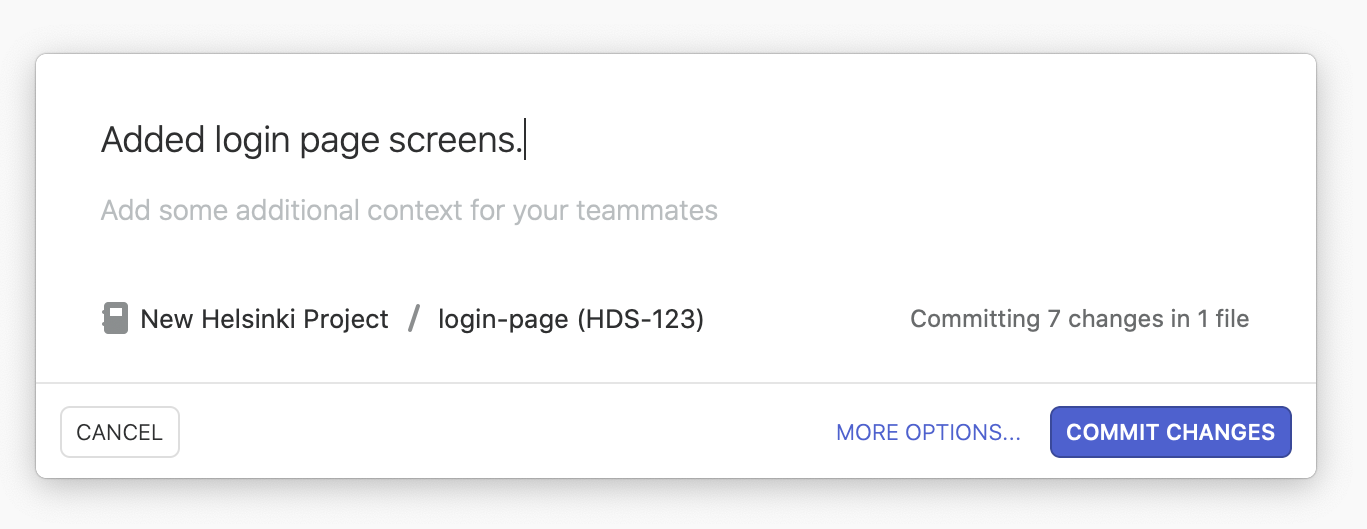 Added login page screens.
Add some additional context for your teammates
New Helsinki Project / login-page (HDS-123)
Committing 7 changes in 1 file
CANCEL
MORE OPTIONS...
COMMIT CHANGES